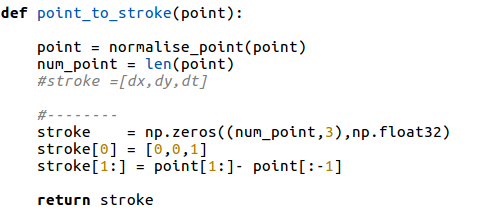 def point_to_stroke(point):
point = normalise_point(point)
num_point = len(point)
#stroke =[dx,dy,dt]
#--------
stroke    = np.zeros((num_point,3),np.float32)
stroke[0] = [0,0,1]
stroke[1:] = point[1:]- point[:-1]
return stroke